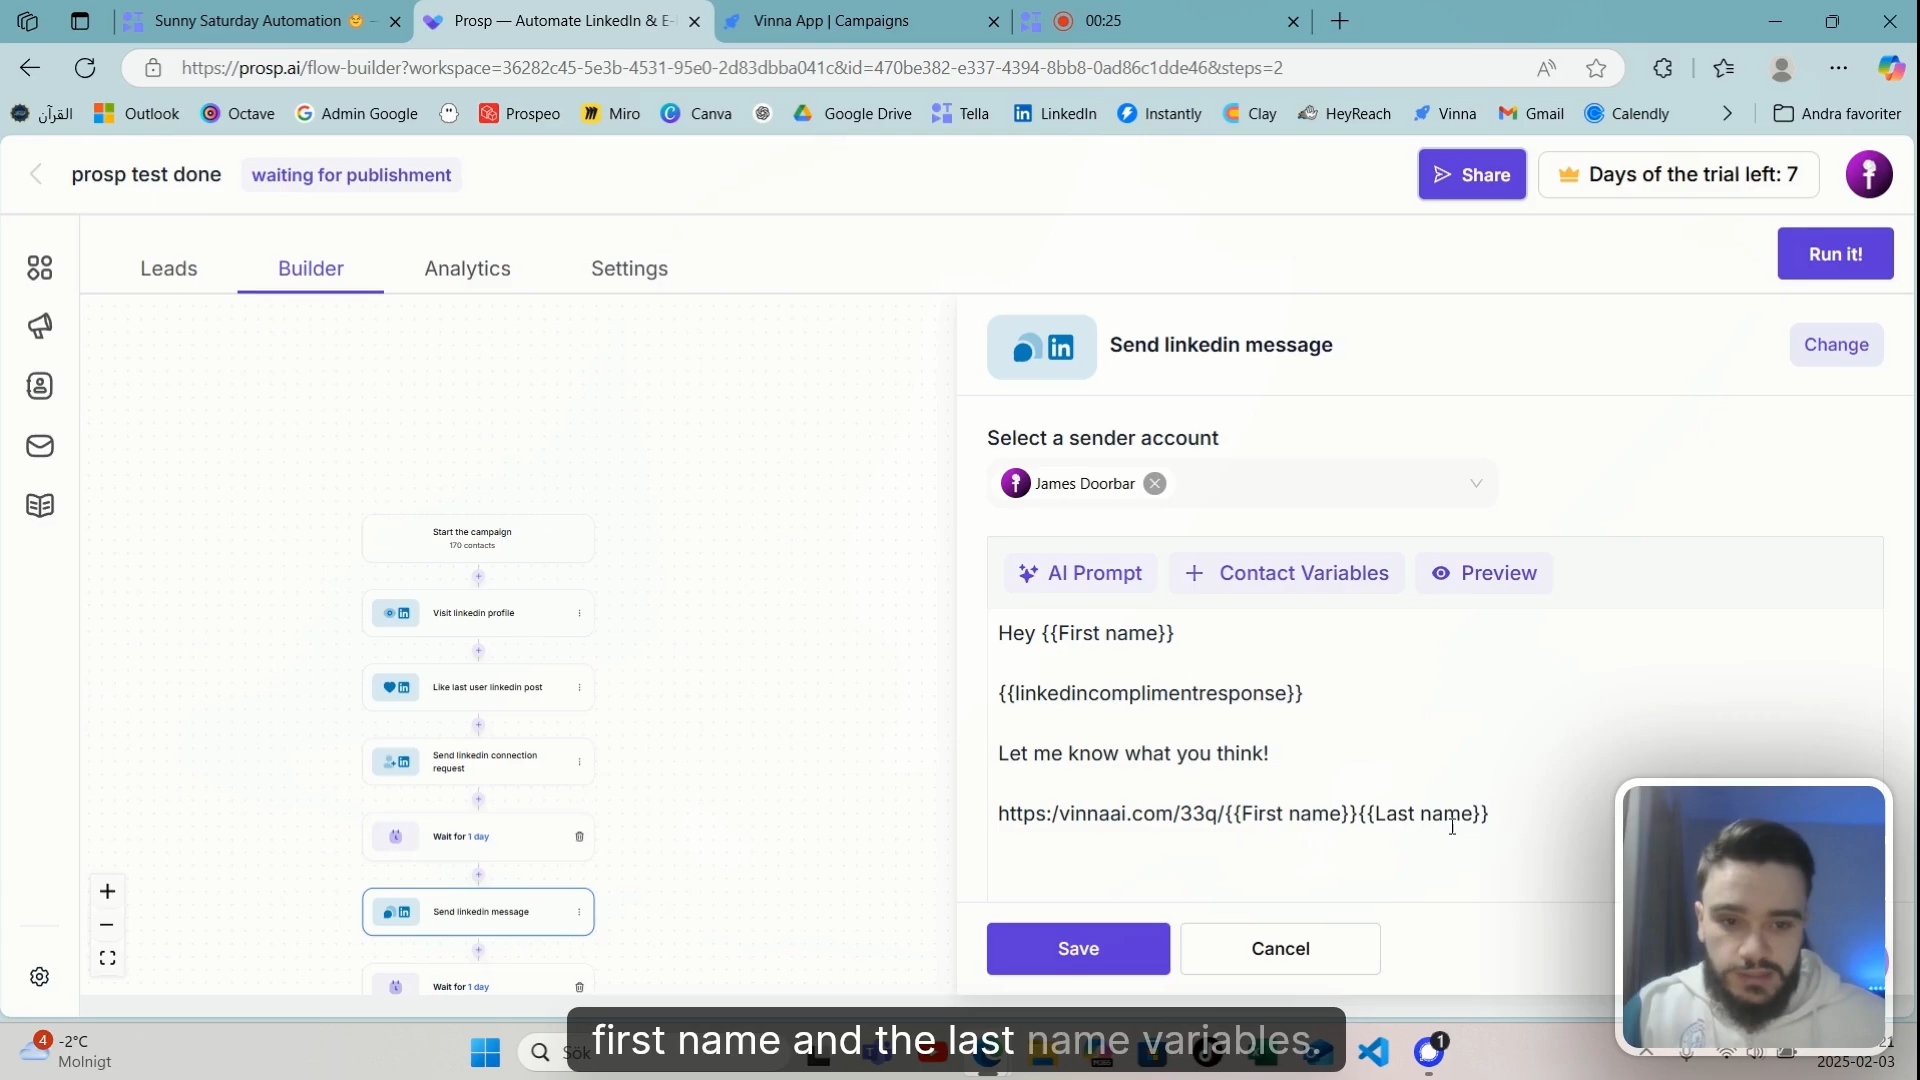 Sunny Saturday Automation
Prosp — Automate LinkedIn & E-
Vinna App | Campaigns
00:25
https://prosp.ai/flow-builder?workspace=36282c45-5e3b-4531-95e0-2d83dbba041c&id=470be382-e337-4394-8bb8-0ad86c1dde46&steps=2
القرآن
Outlook
Octave
Admin Google
Prospeo
Miro
Canva
Google Drive
Tella
LinkedIn
Instantly
Clay
HeyReach
Vinna
Gmail
Calendly
Andra favoriter
prosp test done
waiting for publishment
Share
Days of the trial left: 7
Leads
Builder
Analytics
Settings
Run it!
Send linkedin message
Change
Select a sender account
James Doorbar
AI Prompt
Contact Variables
Preview
Hey {{First name}}
{{linkedincomplimentresponse}}
Let me know what you think!
https:/vinnaai.com/33q/{{First name}}{{Last name}}
Save
Cancel
Start the campaign
170 contacts
Visit linkedin profile
Like last user linkedin post
Send linkedin connection
request
Wait for 1 day
Send linkedin message
Wait for 1 day
first name and the last name variables
4
-2°C
Molnigt
Sök
1
21
2025-02-03